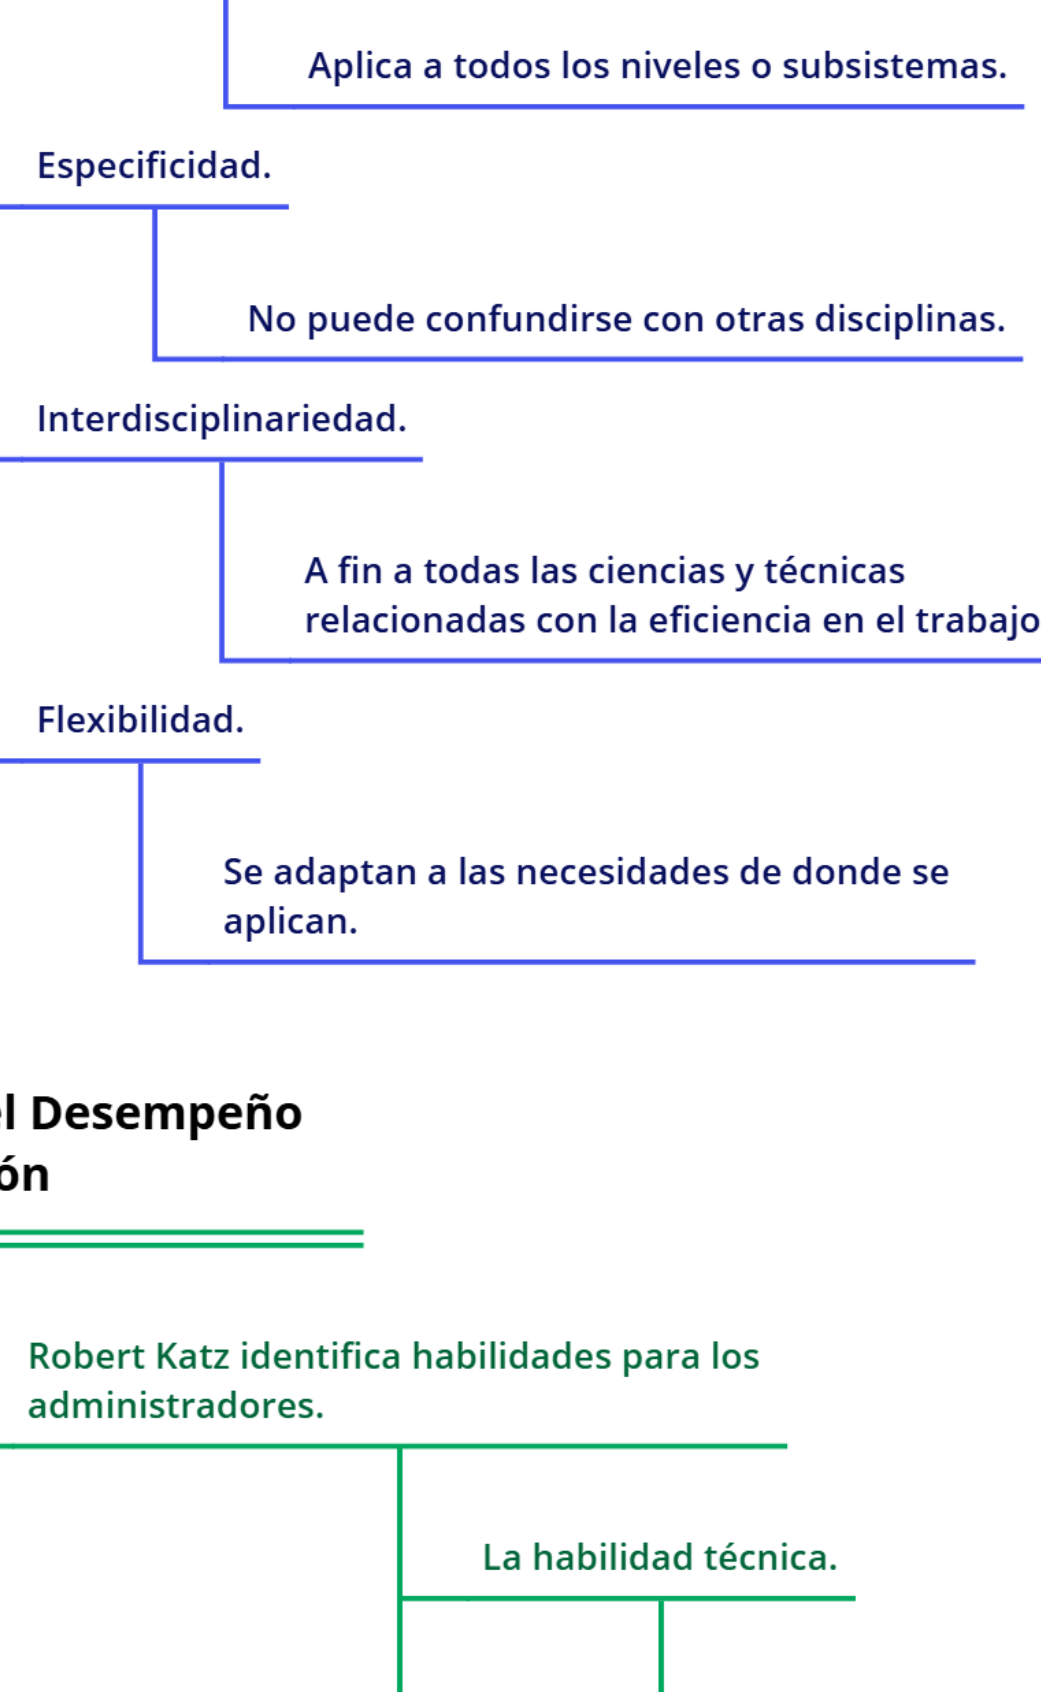 Aplica a todos los niveles o subsistemas.
Especificidad.
No puede confundirse con otras disciplinas.
Interdisciplinariedad.
A fin a todas las ciencias y técnicas
relacionadas con la eficiencia en el trabajo
Flexibilidad.
Se adaptan a las necesidades de donde se
aplican.
Desempeño
Robert Katz identifica habilidades para los
administradores.
La habilidad técnica.